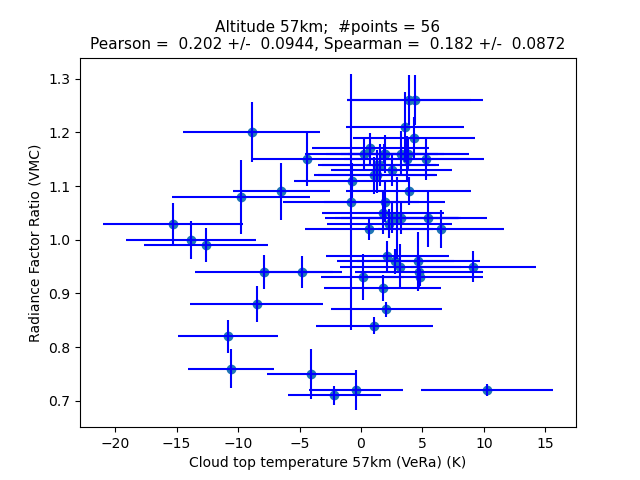 Altitude 57km;  #points = 56
Pearson =  0.202 +/-  0.0944, Spearman =  0.182 +/-  0.0872
Radiance Factor Ratio (VMC)
1.3
1.2
1.1
1.0
0.9
0.8
0.7
−20 −15 −10 −5 0 5 10 15
Cloud top temperature 57km (VeRa) (K)